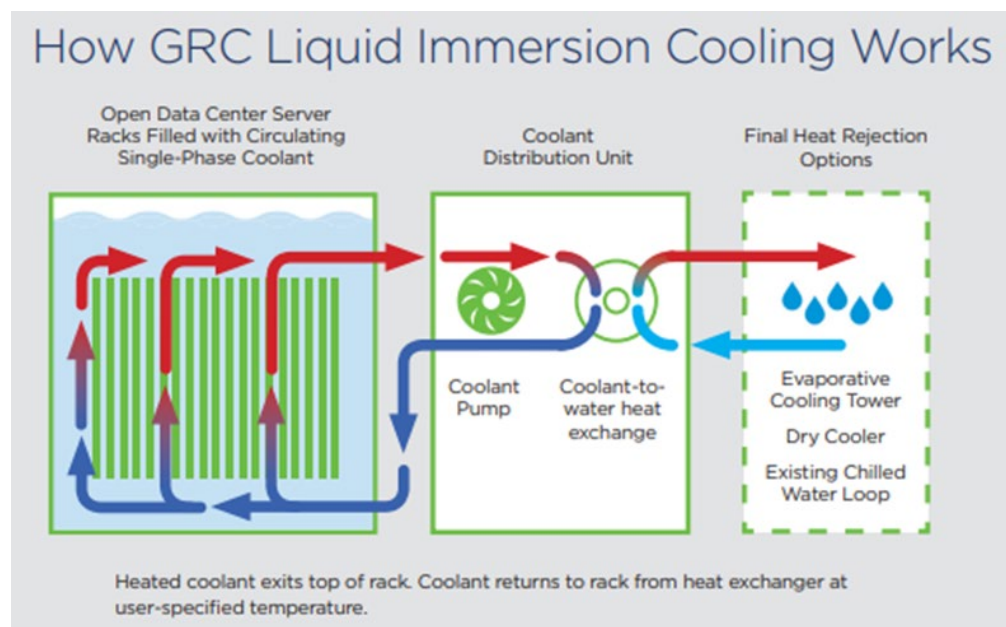 How GRC Liquid Immersion Cooling Works
Open Data Center Server
Racks Filled with Circulating
Single-Phase Coolant
Coolant
Distribution Unit
Final Heat Rejection
Options
Coolant
Pump
Coolant-to-
water heat
exchange
Evaporative
Cooling Tower
Dry Cooler
Existing Chilled
Water Loop
Heated coolant exits top of rack. Coolant returns to rack from heat exchanger at
user-specified temperature.